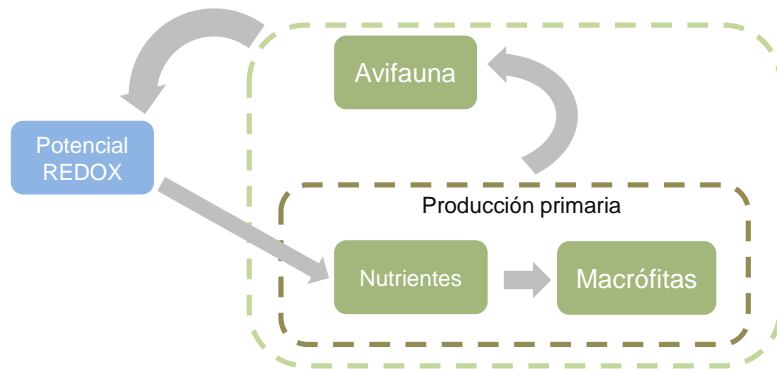 Avifauna
Potencial
REDOX
Producción primaria
Nutrientes
Macrófitas